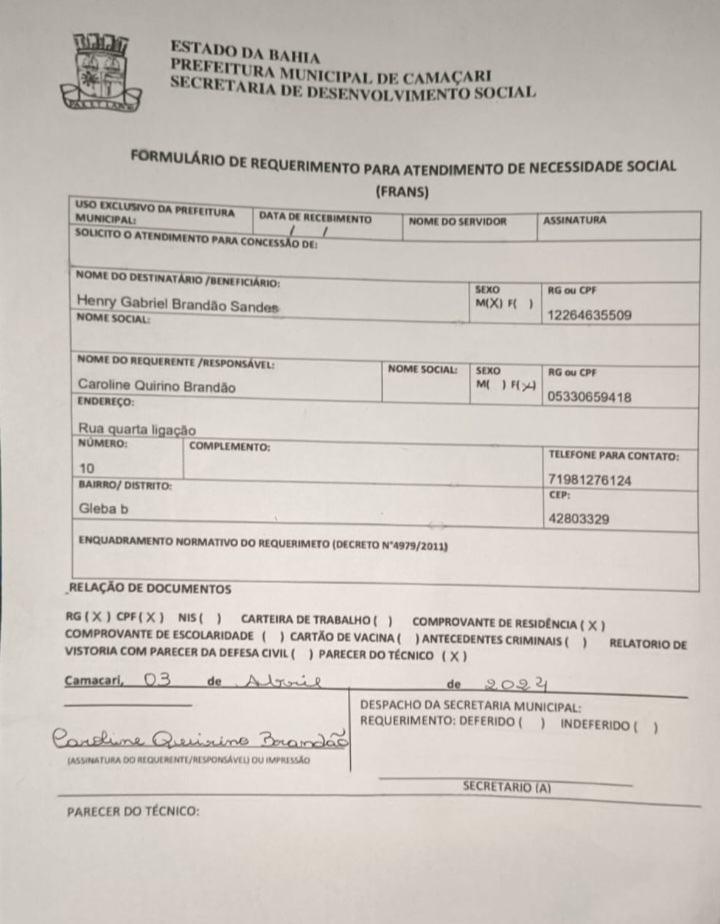 ESTADO DA BAHIA
PREFEITURA MUNICIPAL DE CAMAÇARI
SECRETARIA DE DESENVOLVIMENTO SOCIAL
FORMULÁRIO DE REQUERIMENTO PARA ATENDIMENTO DE NECESSIDADE SOCIAL
(FRANS)
USO EXCLUSIVO DA PREFEITURA MUNICIPAL: DATA DE RECEBIMENTO / / NOME DO SERVIDOR ASSINATURA
SOLICITO O ATENDIMENTO PARA CONCESSÃO DE:
NOME DO DESTINATÁRIO /BENEFICIÁRIO: SEXO RG ou CPF
Henry Gabriel Brandão Sandes M(X) F( ) 12264635509
NOME SOCIAL:
NOME DO REQUERENTE /RESPONSÁVEL: NOME SOCIAL: SEXO RG ou CPF
Caroline Quirino Brandão M( ) F(X) 05330659418
ENDEREÇO:
Rua quarta ligação
NÚMERO: COMPLEMENTO: TELEFONE PARA CONTATO:
10 71981276124
BAIRRO/ DISTRITO: CEP:
Gleba b 42803329
ENQUADRAMENTO NORMATIVO DO REQUERIMETO (DECRETO N°4979/2011)
RELAÇÃO DE DOCUMENTOS
RG ( X ) CPF ( X ) NIS ( ) CARTEIRA DE TRABALHO ( ) COMPROVANTE DE RESIDÊNCIA ( X )
COMPROVANTE DE ESCOLARIDADE ( ) CARTÃO DE VACINA ( ) ANTECEDENTES CRIMINAIS ( ) RELATORIO DE
VISTORIA COM PARECER DA DEFESA CIVIL ( ) PARECER DO TÉCNICO ( X )
Camacari, 03 de Abril de 2024
DESPACHO DA SECRETARIA MUNICIPAL:
REQUERIMENTO: DEFERIDO ( ) INDEFERIDO ( )
Caroline Queirino Brandão
(ASSINATURA DO REQUERENTE/RESPONSÁVEL) OU IMPRESSÃO
SECRETARIO (A)
PARECER DO TÉCNICO: